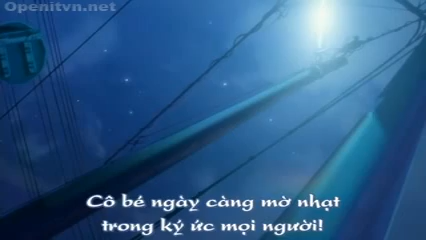 Openitvn.net
Cô bé ngày càng mờ nhạt
trong ký ức mọi người!